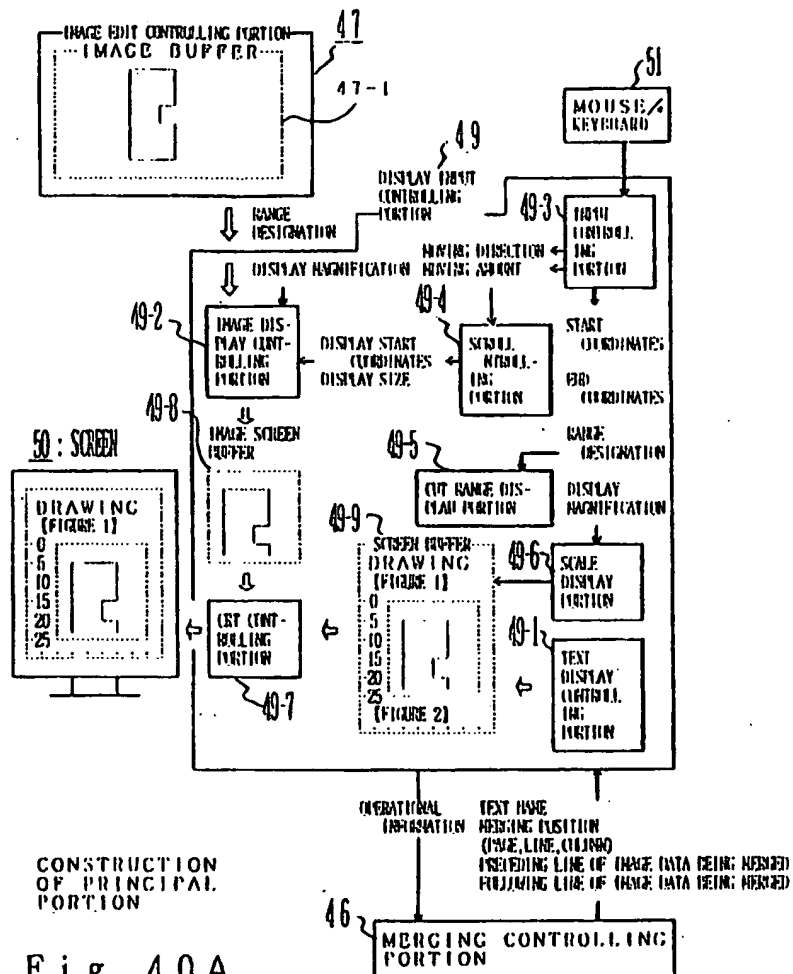 IMAGE EDIT CONTROLLING PORTION
IMAGE BUFFER
47
47-1
51
MOUSE/
KEYBOARD
49
DISPLAY INPUT
CONTROLLING
PORTION
49-3
INPUT
CONTROLL
ING
PORTION
RANGE
DESIGNATION
MOVING DIRECTION
DISPLAY MAGNIFICATION
MOVING AMOUNT
49-2
IMAGE DIS-
PLAY CONT-
ROLLING
PORTION
DISPLAY START
COORDINATES
DISPLAY SIZE
49-4
SCROLL
NTROLL-
ING
PORTION
START
COORDINATES
END
COORDINATES
49-8
IMAGE SCREEN
BUFFER
RANGE
DESIGNATION
49-5
CUT RANGE DIS-
PORTION
DISPLAY
MAGNIFICATION
50 : SCREEN
DRAWING
[FIGURE 1]
0
5
10
15
20
25
49-9
SCREEN BUFFER
DRAWING
[FIGURE 1]
0
5
10
15
20
25
[FIGURE 2]
49-6
SCALE
DISPLAY
PORTION
49-1
TEXT
DISPLAY
CONTROLL
ING
PORTION
CRT CONT-
ROLLING
PORTION
49-7
OPERATIONAL
INFORMATION
TEXT NAME
MERGING POSITION
(PAGE, LINE, COLUMN)
PRECEDING LINE OF IMAGE DATA BEING MERGED
FOLLOWING LINE OF IMAGE DATA BEING MERGED
CONSTRUCTION
OF PRINCIPAL
PORTION
46
MERGING CONTROLLING
PORTION
Fig. 40A